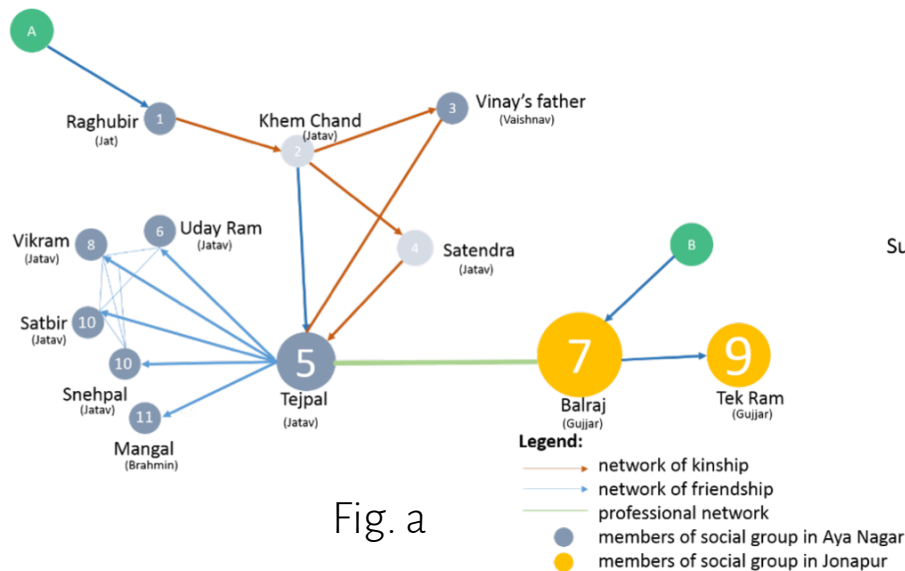 A
1
Raghubir
(Jat)
Khem Chand
(Jatav)
2
3
Vinay's father
(Vaishnav)
6
Uday Ram
(Jatav)
Vikram
(Jatav)
8
4
Satendra
(Jatav)
B
Su
Satbir
(Jatav)
10
10
Snehpal
(Jatav)
5
Tejpal
(Jatav)
7
Balraj
(Gujjar)
9
Tek Ram
(Gujjar)
11
Mangal
(Brahmin)
Legend:
network of kinship
network of friendship
professional network
members of social group in Aya Nagar
members of social group in Jonapur
Fig. a